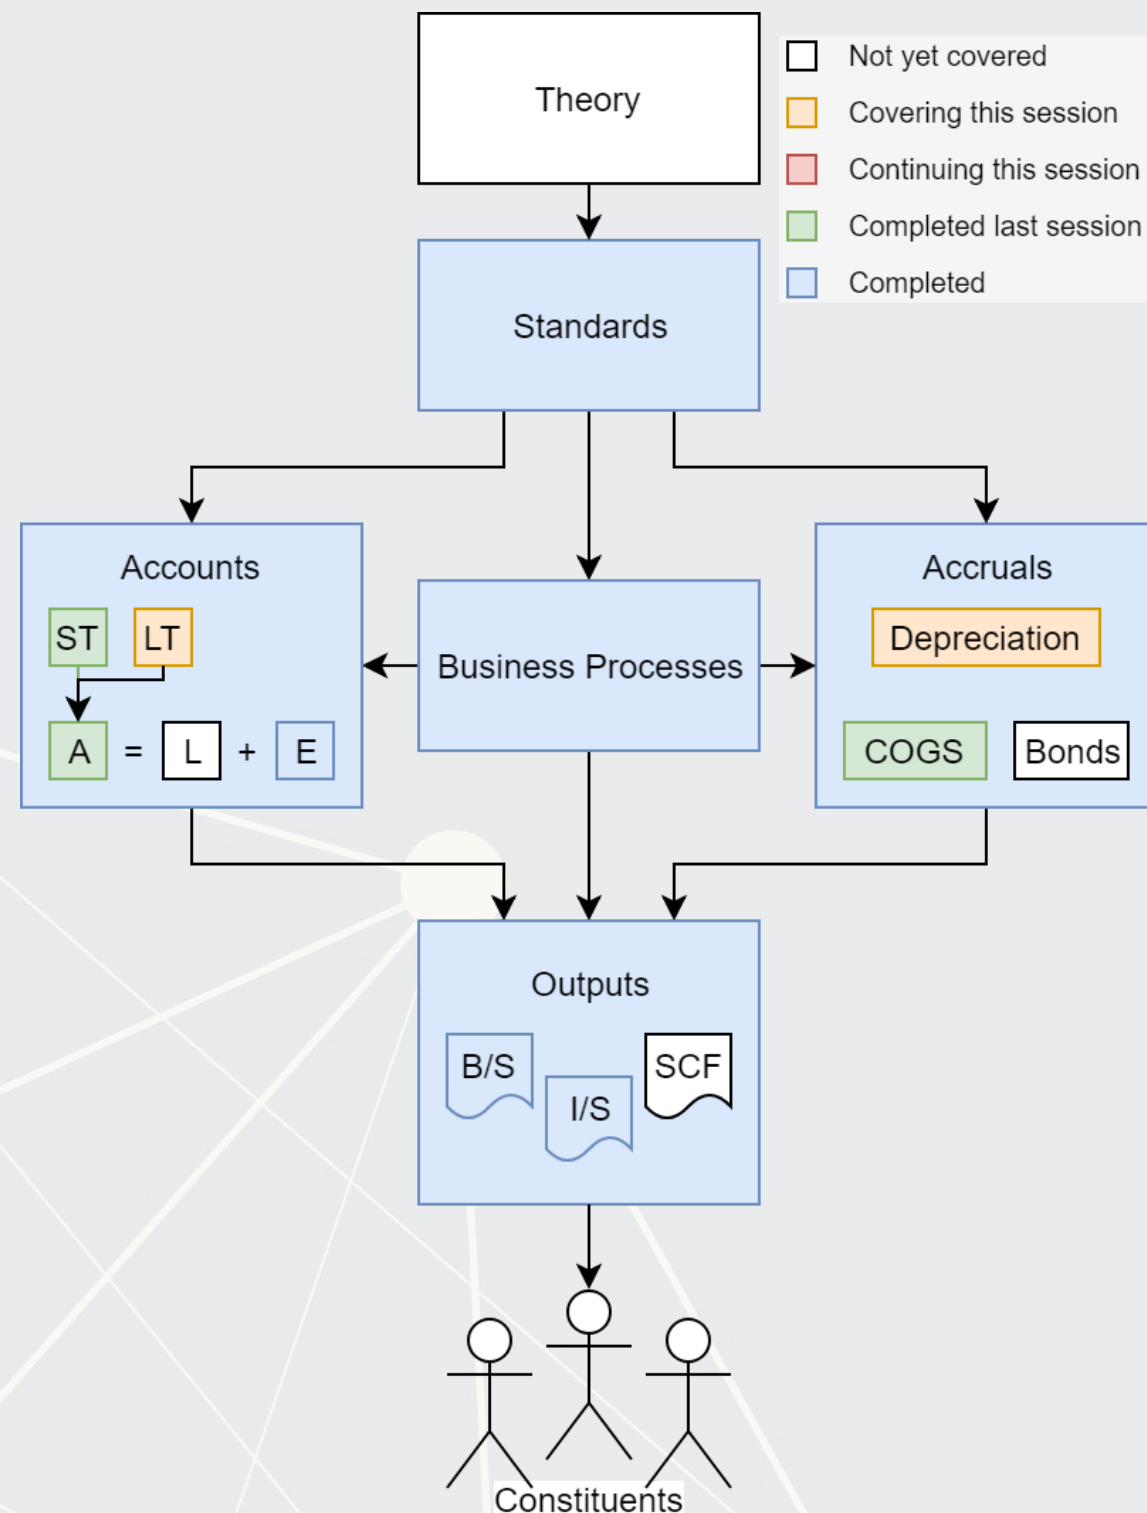 Theory
Not yet covered
Covering this session
Continuing this session
Completed last session
Completed
Standards
Accounts
ST LT
A = L + E
Business Processes
Accruals
Depreciation
COGS Bonds
Outputs
B/S
I/S
SCF
Constituents